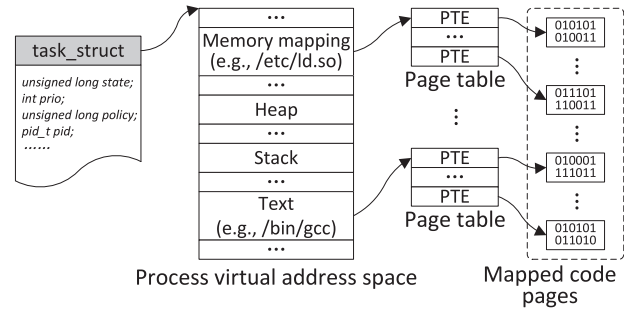 task_struct
unsigned long state;
int prio;
unsigned long policy;
pid_t pid;
……
...
Memory mapping
(e.g., /etc/ld.so)
...
Heap
...
Stack
...
Text
(e.g., /bin/gcc)
...
Process virtual address space
PTE
...
PTE
Page table
...
PTE
...
PTE
Page table
010101
010011
...
011101
110011
...
010001
111011
...
010101
011010
Mapped code
pages